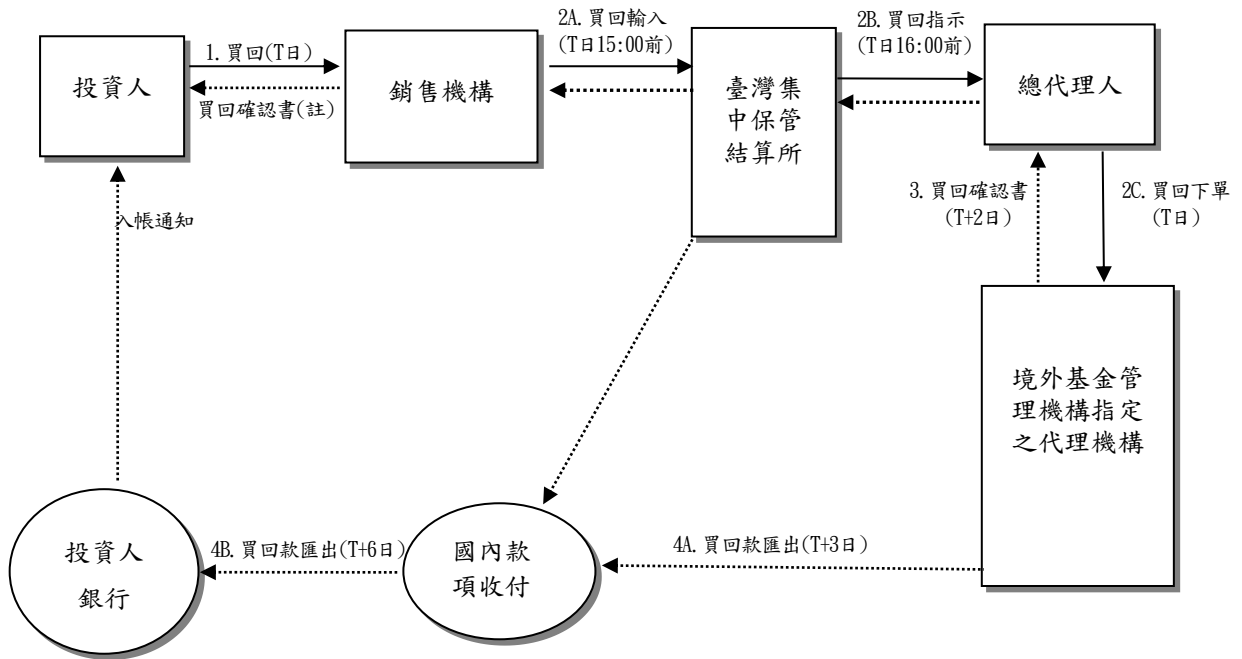 2A.買回輸入
(T日15:00前)
2B.買回指示
(T日16:00前)
1.買回(T日)
投資人
銷售機構
臺灣集
中保管
結算所
總代理人
買回確認書(註)
3.買回確認書
(T+2日)
2C.買回下單
(T日)
入帳通知
境外基金管
理機構指定
之代理機構
投資人
銀行
4B.買回款匯出(T+6日)
國內款
項收付
4A.買回款匯出(T+3日)